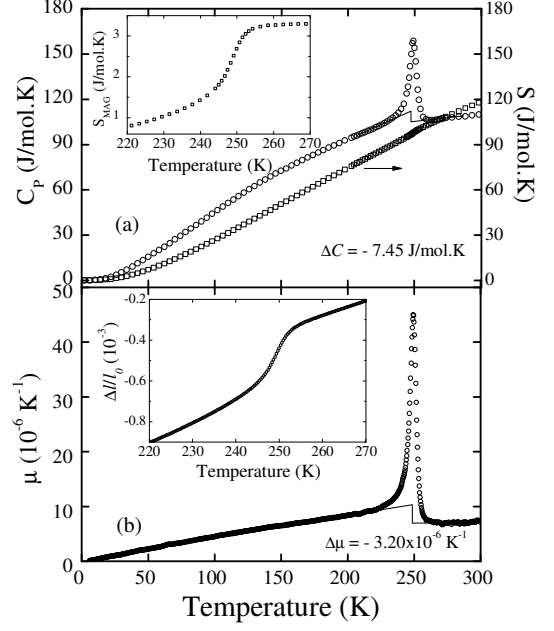 180
150
120
90
60
30
0
C_P (J/mol.K)
180
150
120
90
60
30
0
S (J/mol.K)
3
2
1
S_MAG (J/mol.K)
220 230 240 250 260 270
Temperature (K)
(a)
ΔC = - 7.45 J/mol.K
50
40
30
20
10
0
μ (10⁻⁶ K⁻¹)
-0.2
-0.4
-0.6
-0.8
Δl/l₀ (10⁻³)
220 230 240 250 260 270
Temperature (K)
(b)
Δμ = - 3.20x10⁻⁶ K⁻¹
0 50 100 150 200 250 300
Temperature (K)